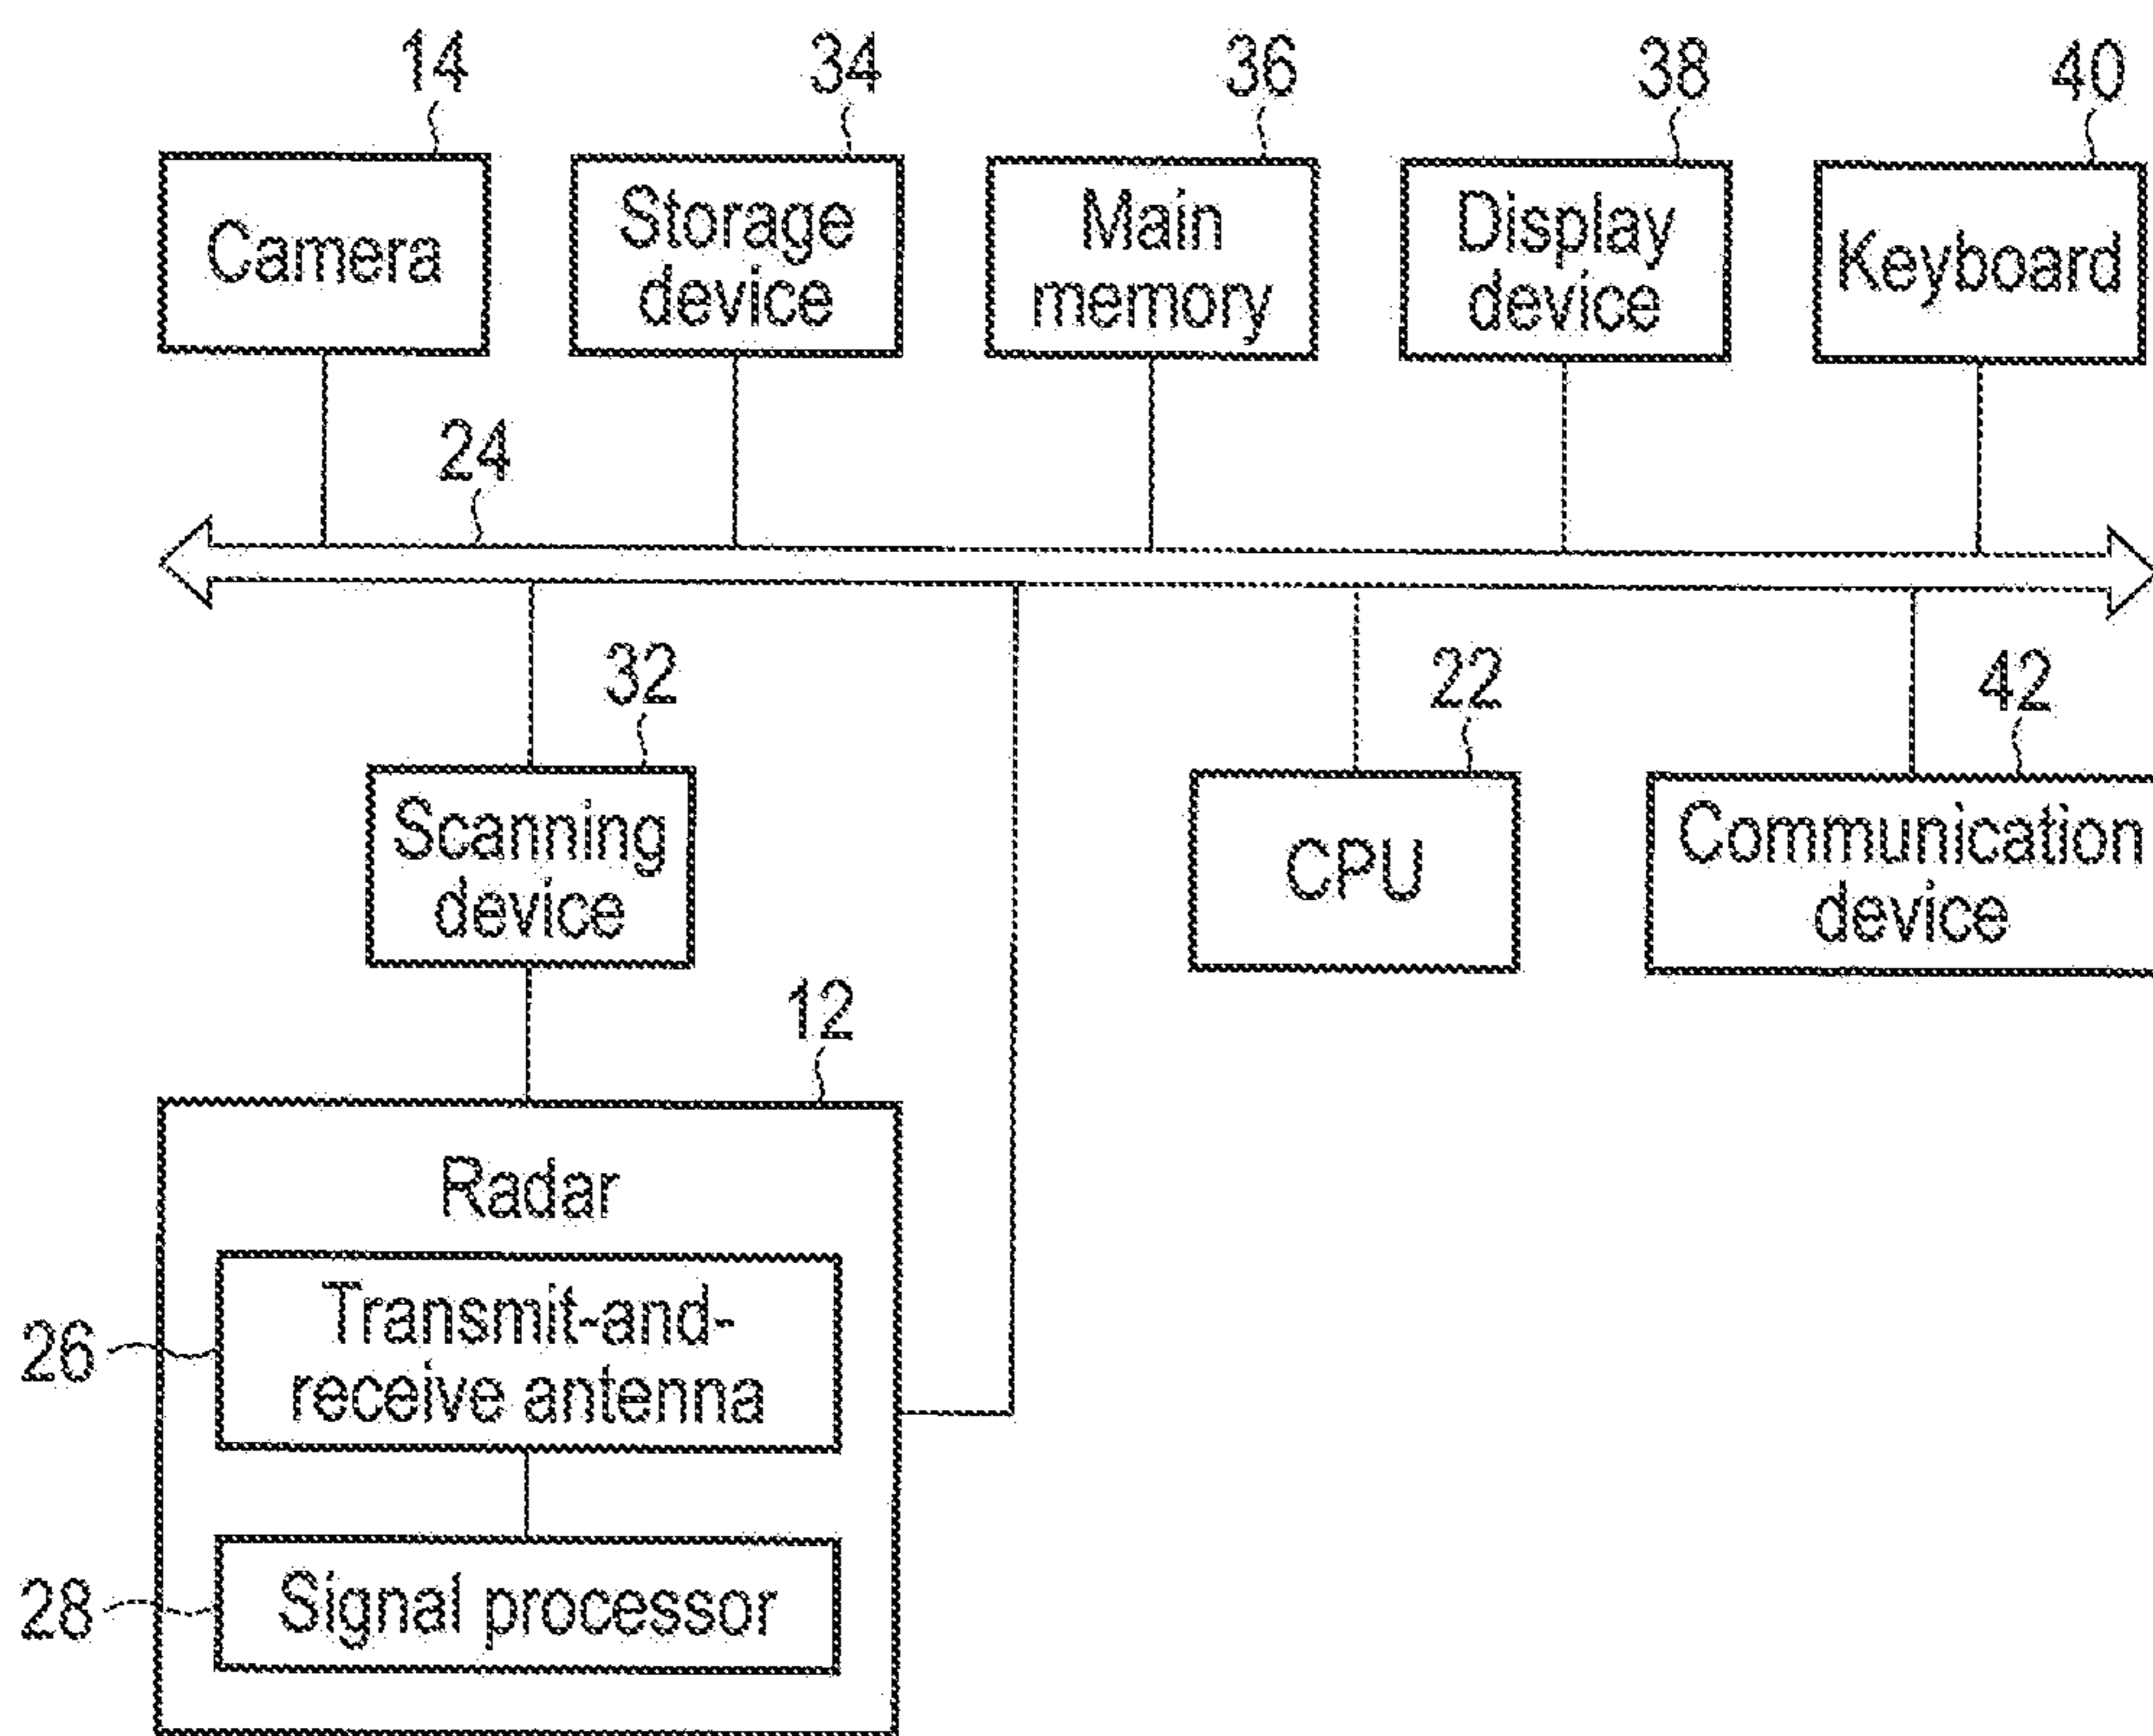 14
34
36
38
40
Camera
Storage
device
Main
memory
Display
device
Keyboard
24
32
22
42
Scanning
device
CPU
Communication
device
12
Radar
26
Transmit-and-
receive antenna
28
Signal processor